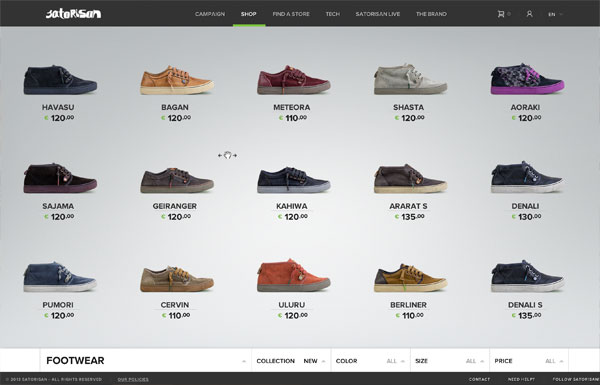 satorisan CAMPAIGN SHOP FIND A STORE TECH SATORISAN LIVE THE BRAND 0 EN
HAVASU BAGAN METEORA SHASTA AORAKI
€ 120,00 € 120,00 € 110,00 € 120,00 € 120,00
SAJAMA GEIRANGER KAHIWA ARARAT S DENALI
€ 120,00 € 120,00 € 120,00 € 135,00 € 130,00
PUMORI CERVIN ULURU BERLINER DENALI S
€ 120,00 € 110,00 € 120,00 € 110,00 € 135,00
FOOTWEAR COLLECTION NEW COLOR ALL SIZE ALL PRICE ALL
© 2013 SATORISAN - ALL RIGHTS RESERVED OUR POLICIES CONTACT NEED HELP? FOLLOW SATORISAN